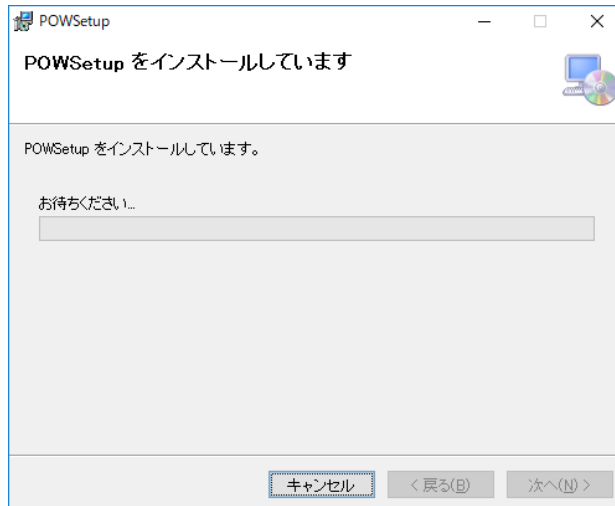 POWSetup
POWSetup をインストールしています
POWSetup をインストールしています。
お待ちください...
キャンセル
< 戻る(B)
次へ(N) >